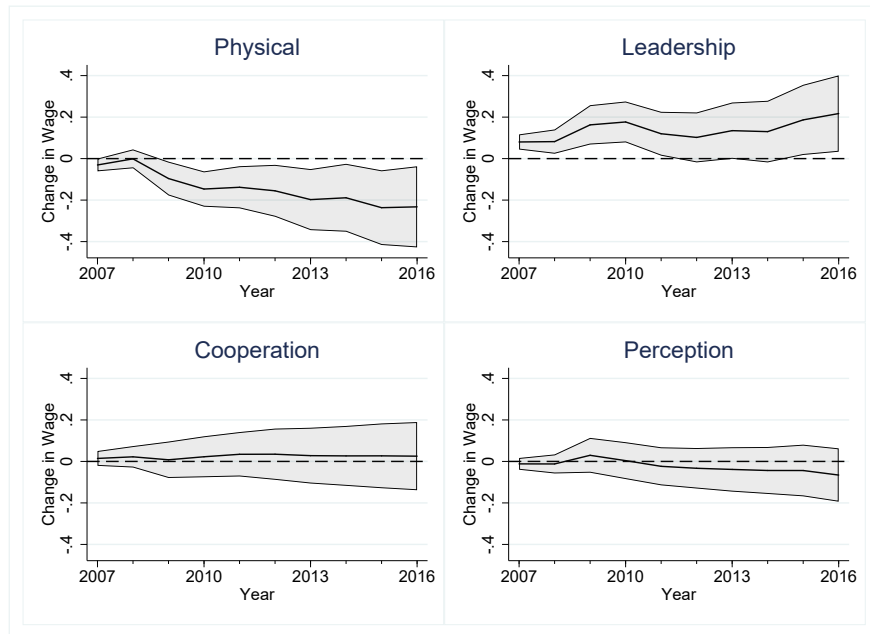 Physical
Change in Wage
.4
.2
0
-.2
-.4
2007 2010 2013 2016
Year
Leadership
Change in Wage
.4
.2
0
-.2
-.4
2007 2010 2013 2016
Year
Cooperation
Change in Wage
.4
.2
0
-.2
-.4
2007 2010 2013 2016
Year
Perception
Change in Wage
.4
.2
0
-.2
-.4
2007 2010 2013 2016
Year